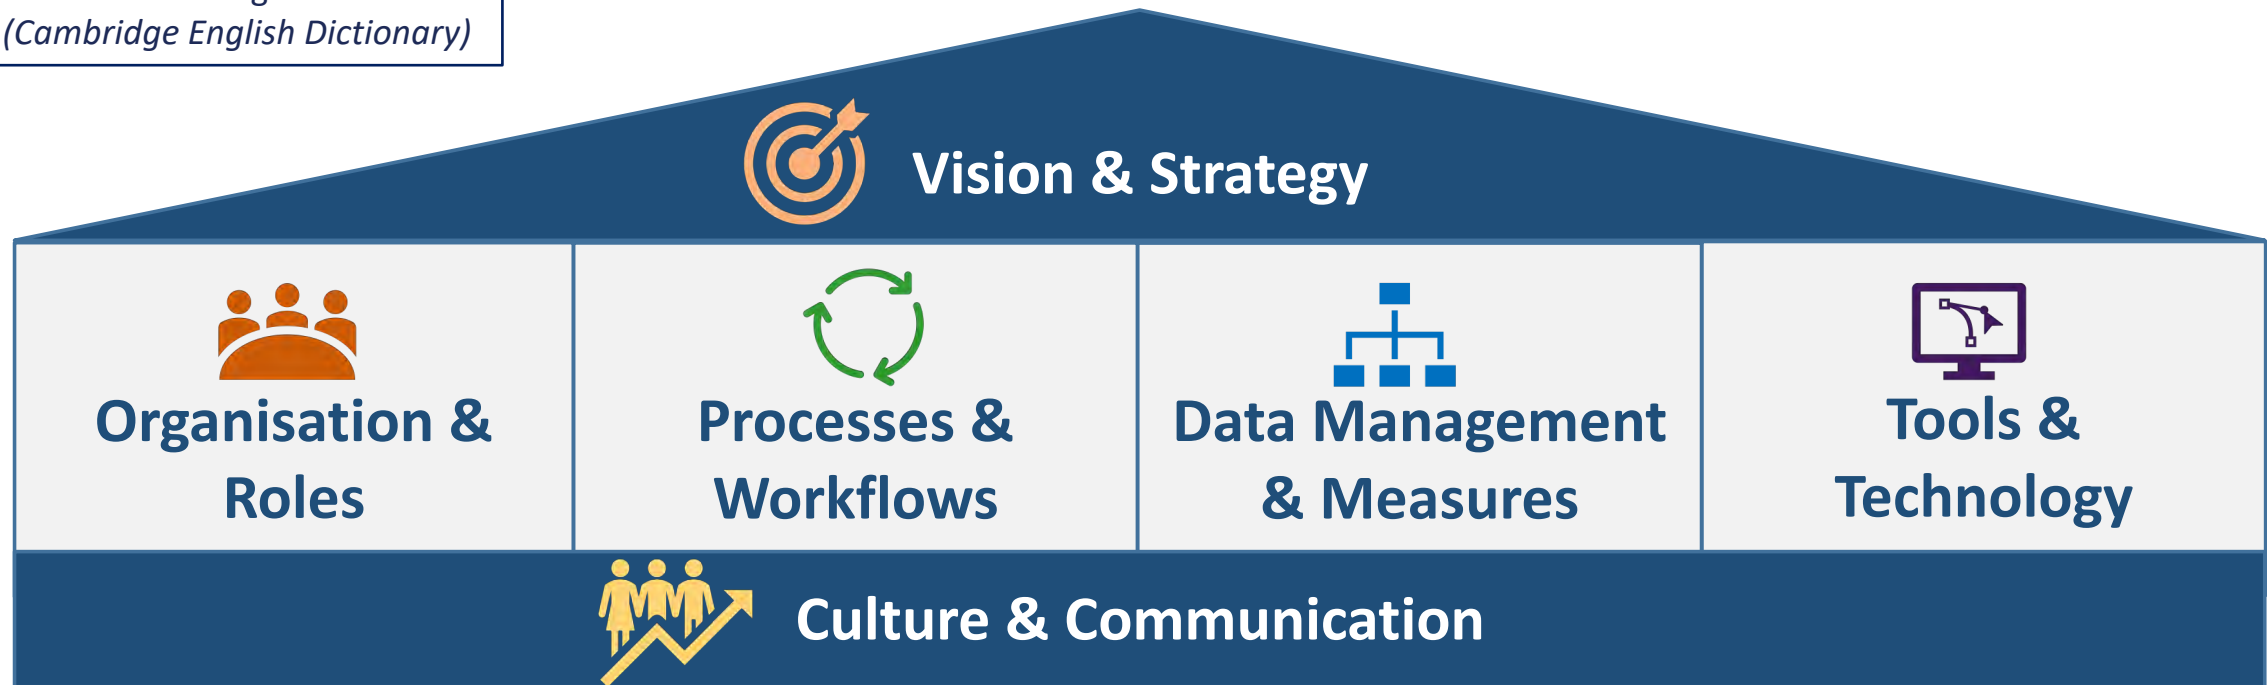 (Cambridge English Dictionary)
Vision & Strategy
Organisation &
Roles
Processes &
Workflows
Data Management
& Measures
Tools &
Technology
Culture & Communication